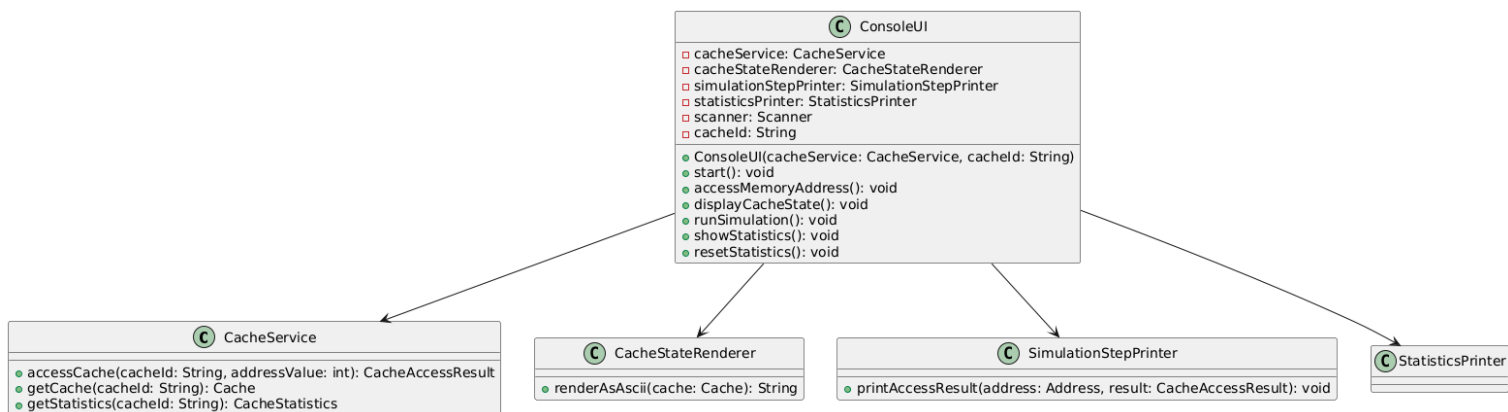 C ConsoleUI
cacheService: CacheService
cacheStateRenderer: CacheStateRenderer
simulationStepPrinter: SimulationStepPrinter
statisticsPrinter: StatisticsPrinter
scanner: Scanner
cacheId: String
ConsoleUI(cacheService: CacheService, cacheId: String)
start(): void
accessMemoryAddress(): void
displayCacheState(): void
runSimulation(): void
showStatistics(): void
resetStatistics(): void
C CacheService
accessCache(cacheId: String, addressValue: int): CacheAccessResult
getCache(cacheId: String): Cache
getStatistics(cacheId: String): CacheStatistics
C CacheStateRenderer
renderAsAscii(cache: Cache): String
C SimulationStepPrinter
printAccessResult(address: Address, result: CacheAccessResult): void
C StatisticsPrinter